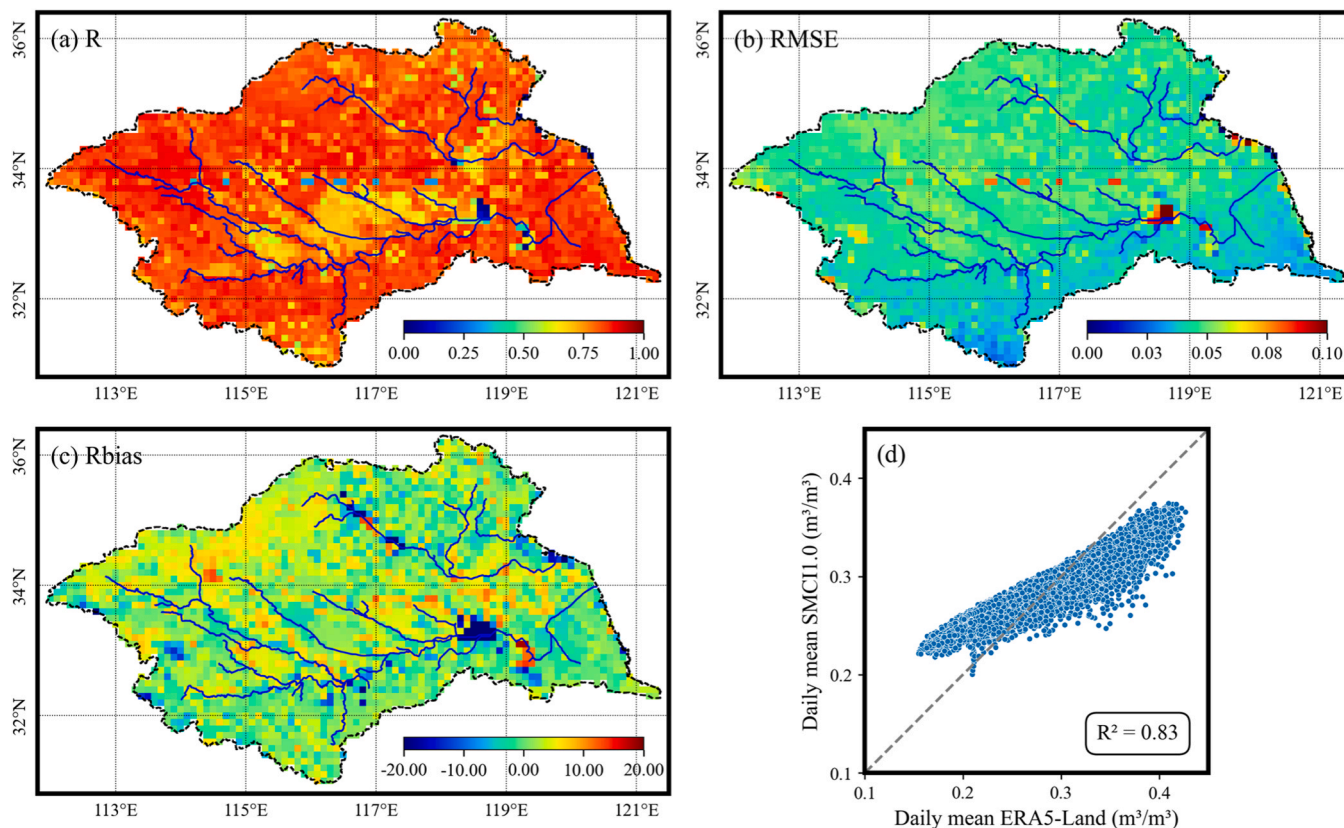 (a) R
36°N
34°N
32°N
0.00 0.25 0.50 0.75 1.00
113°E 115°E 117°E 119°E 121°E
(b) RMSE
36°N
34°N
32°N
0.00 0.03 0.05 0.08 0.10
113°E 115°E 117°E 119°E 121°E
(c) Rbias
36°N
34°N
32°N
-20.00 -10.00 0.00 10.00 20.00
113°E 115°E 117°E 119°E 121°E
(d)
Daily mean SMCI1.0 (m³/m³)
0.4
0.3
0.2
0.1
R² = 0.83
0.1 0.2 0.3 0.4
Daily mean ERA5-Land (m³/m³)